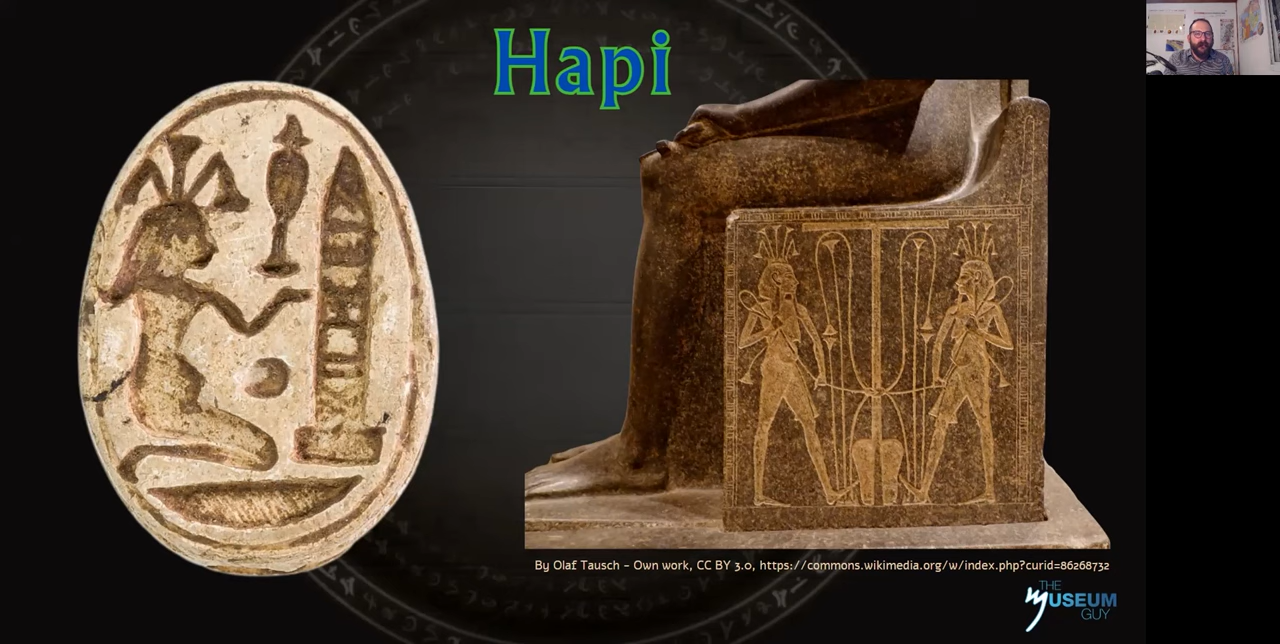 Hapi
By Olaf Tausch - Own work, CC BY 3.0, https://commons.wikimedia.org/w/index.php?curid=86268732
THE
MUSEUM
GUY